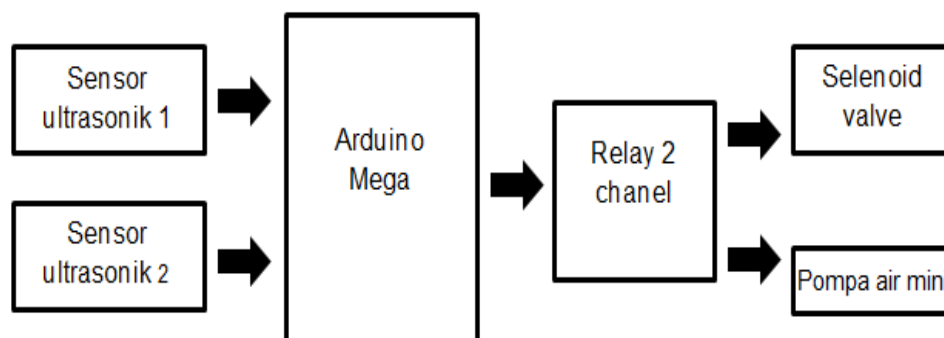 Sensor
ultrasonik 1
Sensor
ultrasonik 2
Arduino
Mega
Relay 2
chanel
Selenoid
valve
Pompa air min